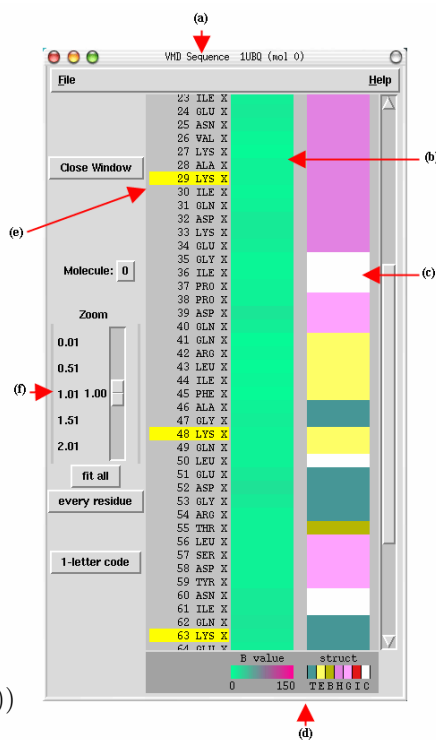 (a)
VMD Sequence 1UBQ (mol 0)
File Help
23 ILE X
24 GLU X
25 ASN X
26 VAL X
27 LYS X
28 ALA X
29 LYS X
30 ILE X
31 GLN X
32 ASP X
33 LYS X
34 GLU X
35 GLY X
36 ILE X
37 PRO X
38 PRO X
39 ASP X
40 GLN X
41 GLN X
42 ARG X
43 LEU X
44 ILE X
45 PHE X
46 ALA X
47 GLY X
48 LYS X
49 GLN X
50 LEU X
51 GLU X
52 ASP X
53 GLY X
54 ARG X
55 THR X
56 LEU X
57 SER X
58 ASP X
59 TYR X
60 ASN X
61 ILE X
62 GLN X
63 LYS X
64 GLU X
Close Window
Molecule: 0
Zoom
0.01
0.51
1.01 1.00
1.51
2.01
fit all
every residue
1-letter code
(b)
(c)
(e)
(f)
B value struct
0 150 T E B H G I C
(d)
))